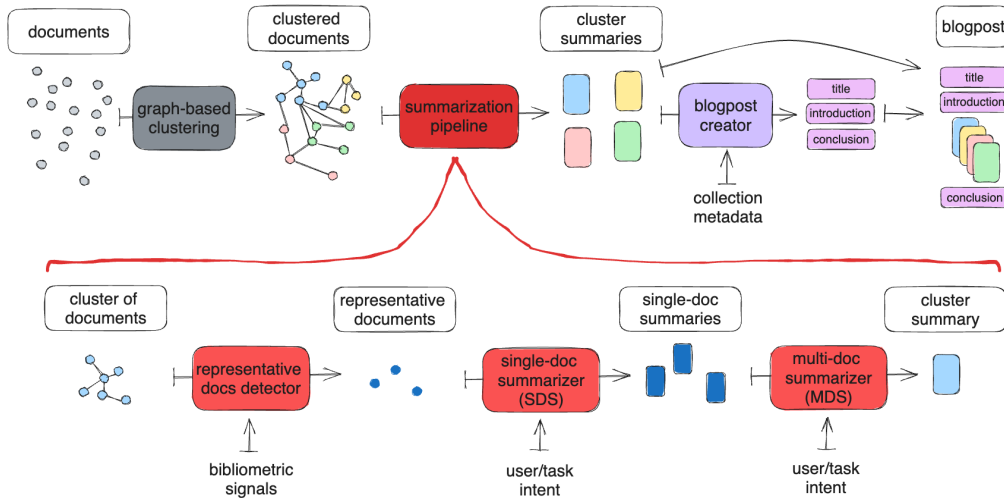 documents
clustered
documents
cluster
summaries
blogpost
graph-based
clustering
summarization
pipeline
blogpost
creator
title
introduction
conclusion
title
introduction
conclusion
collection
metadata
cluster of
documents
representative
documents
single-doc
summaries
cluster
summary
representative
docs detector
single-doc
summarizer
(SDS)
multi-doc
summarizer
(MDS)
bibliometric
signals
user/task
intent
user/task
intent